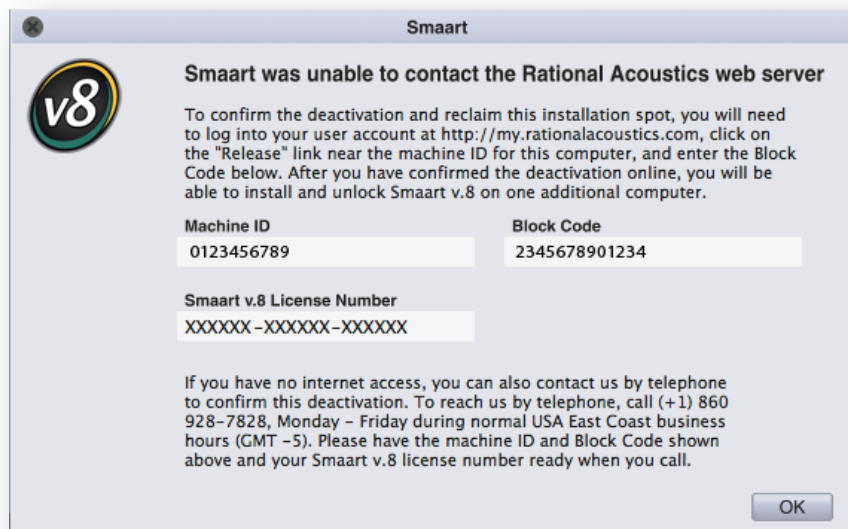 Smaart
v8
Smaart was unable to contact the Rational Acoustics web server
To confirm the deactivation and reclaim this installation spot, you will need
to log into your user account at http://my.rationalacoustics.com, click on
the "Release" link near the machine ID for this computer, and enter the Block
Code below. After you have confirmed the deactivation online, you will be
able to install and unlock Smaart v.8 on one additional computer.
Machine ID
Block Code
0123456789
2345678901234
Smaart v.8 License Number
XXXXXX-XXXXXX-XXXXXX
If you have no internet access, you can also contact us by telephone
to confirm this deactivation. To reach us by telephone, call (+1) 860
928-7828, Monday - Friday during normal USA East Coast business
hours (GMT -5). Please have the machine ID and Block Code shown
above and your Smaart v.8 license number ready when you call.
OK